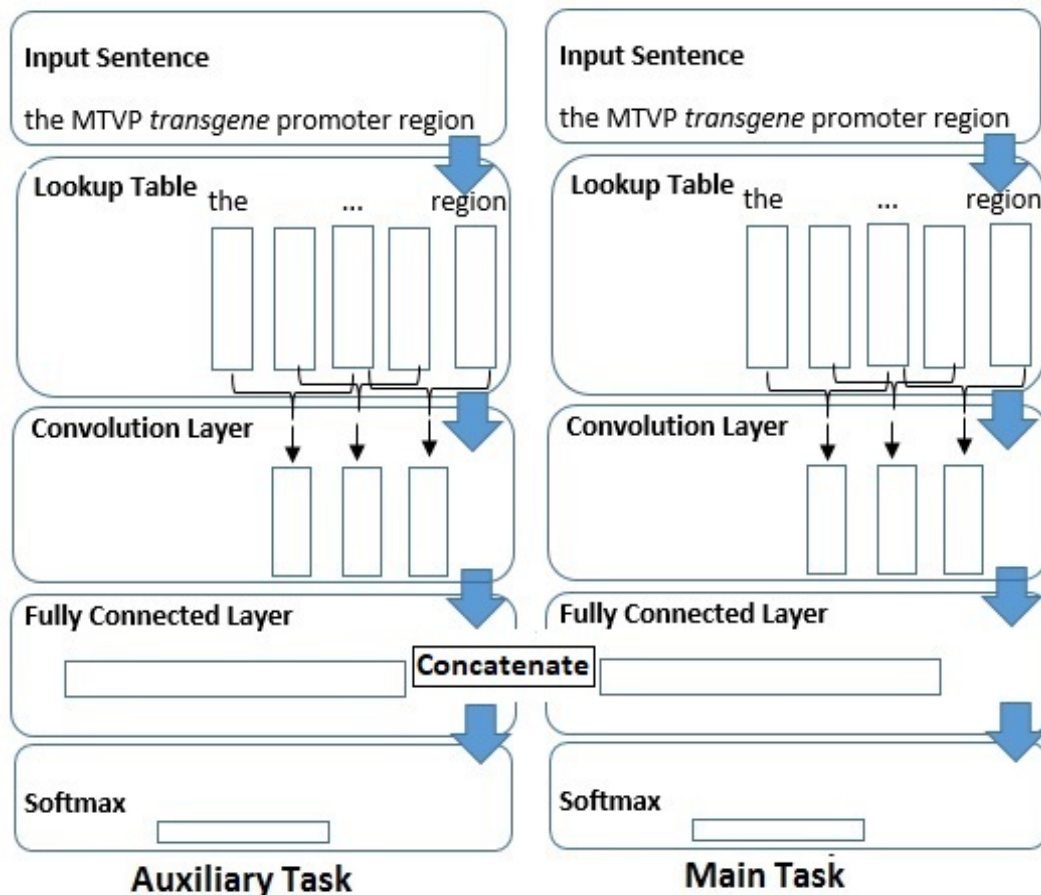 Input Sentence
the MTVP transgene promoter region
Lookup Table
the ... region
Convolution Layer
Fully Connected Layer
Concatenate
Softmax
Auxiliary Task
Input Sentence
the MTVP transgene promoter region
Lookup Table
the ... region
Convolution Layer
Fully Connected Layer
Softmax
Main Task